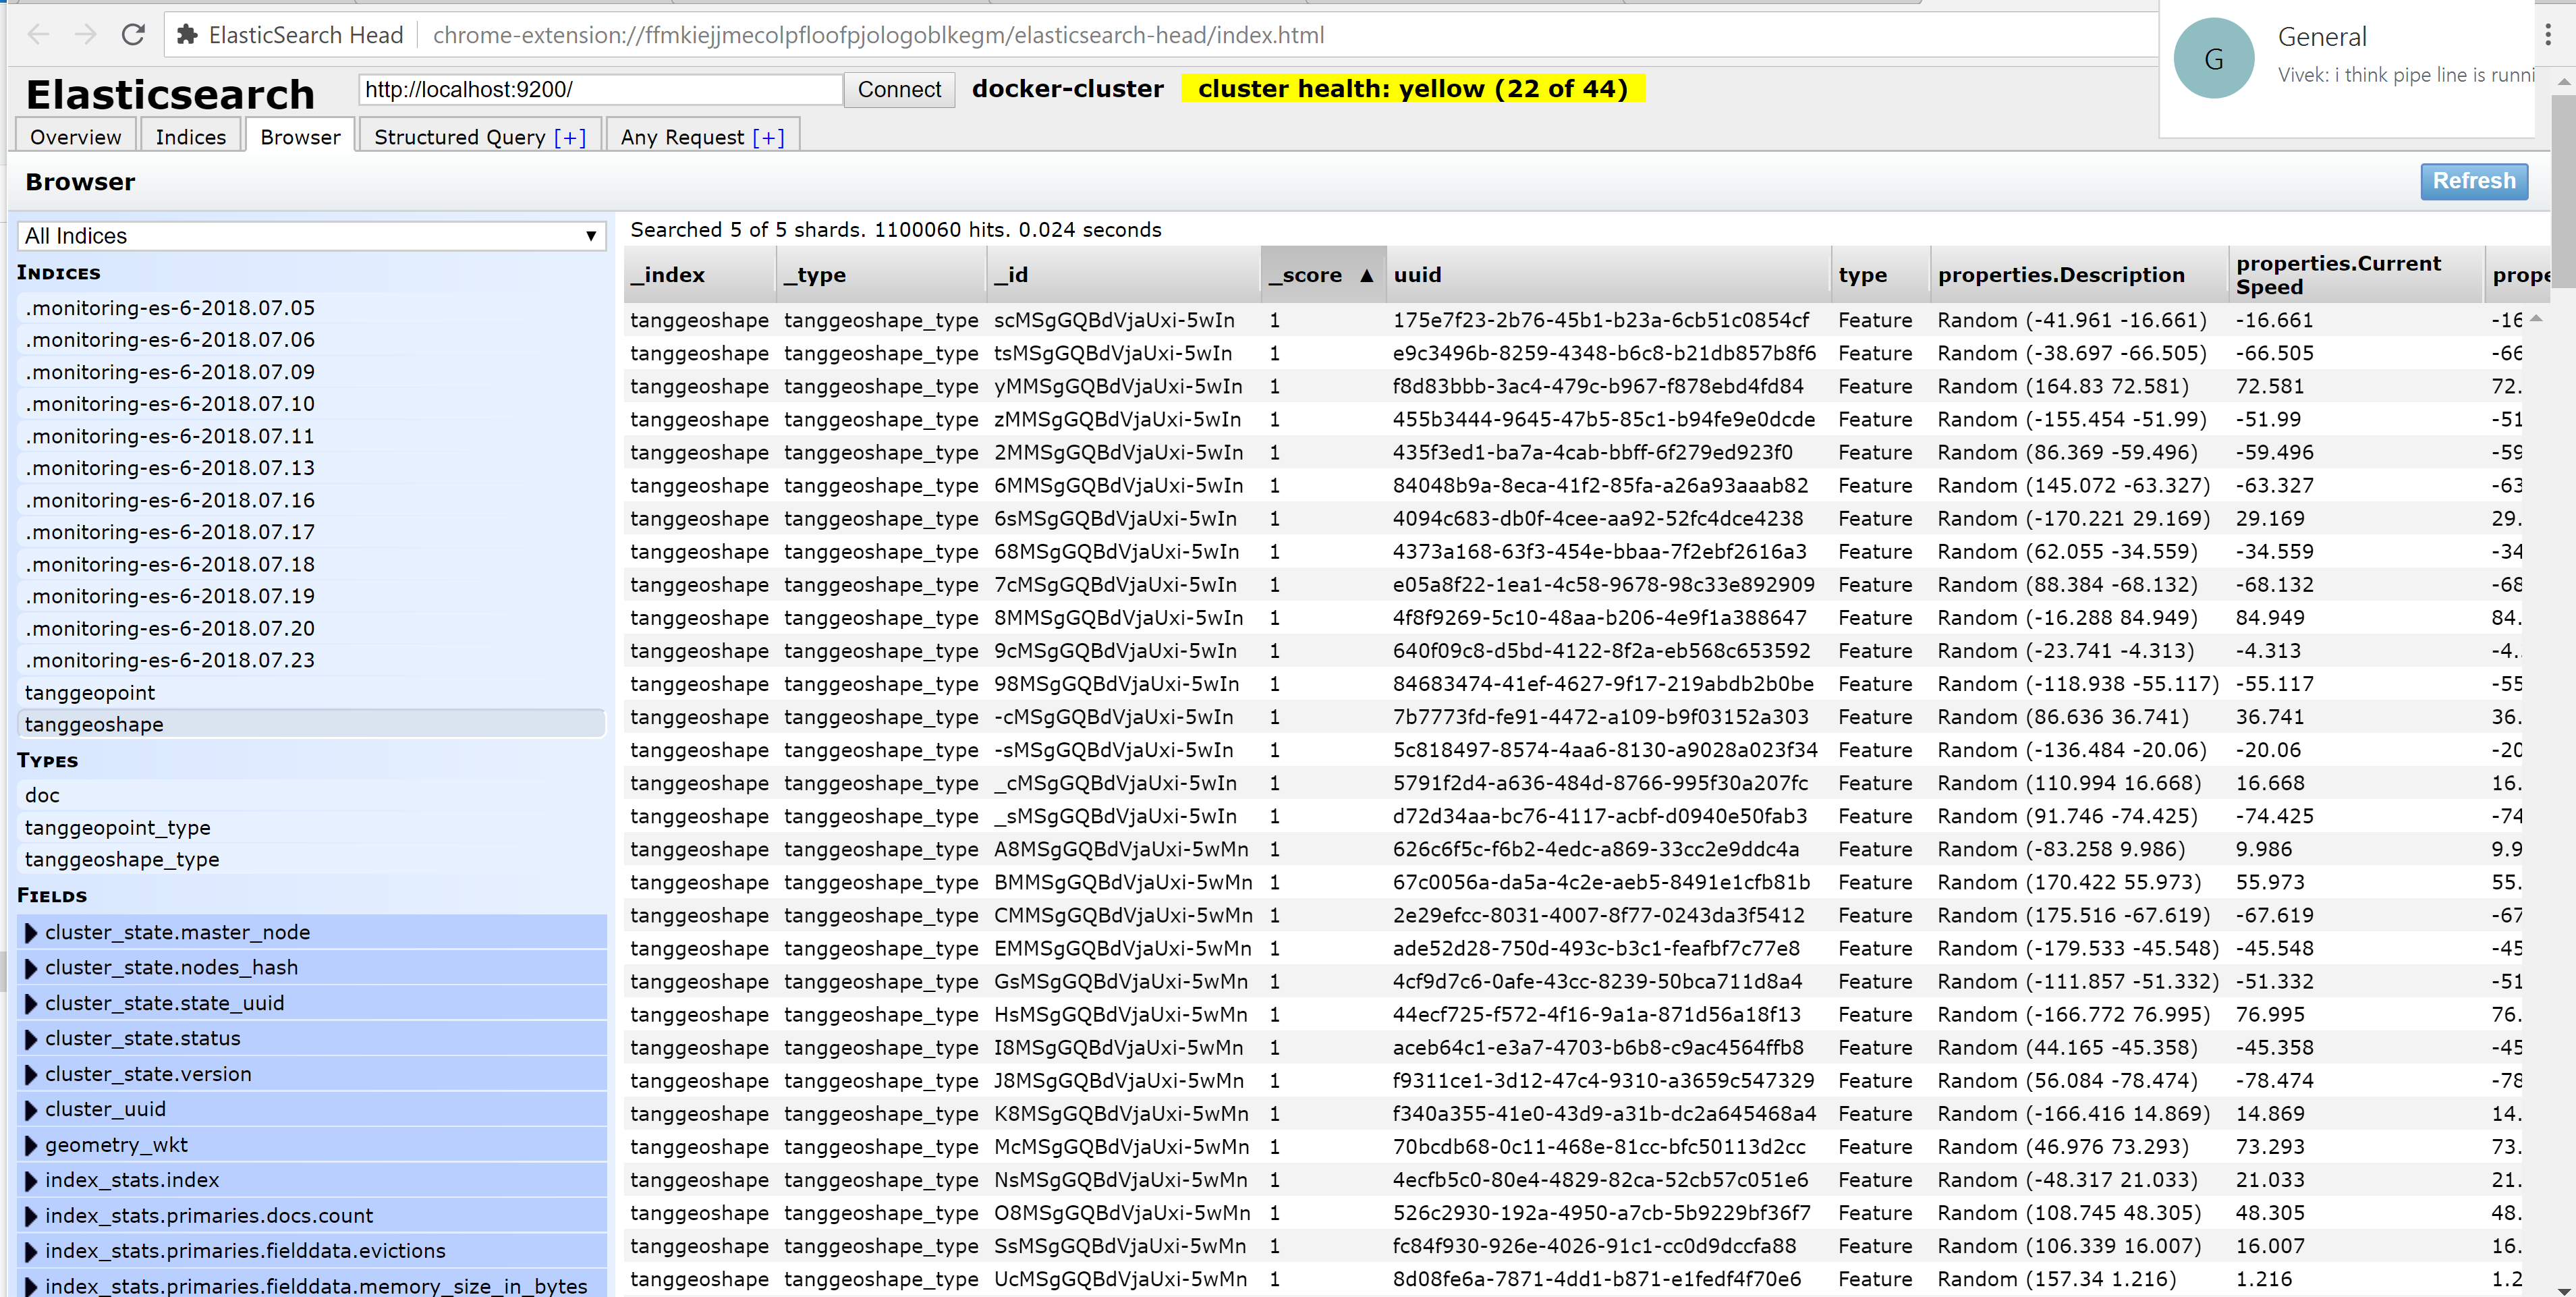 ElasticSearch Head | chrome-extension://ffmkiejjmecolpfloofpjologoblkegm/elasticsearch-head/index.html
G
General
Vivek: i think pipe line is runni
Elasticsearch http://localhost:9200/ Connect docker-cluster cluster health: yellow (22 of 44)
Overview Indices Browser Structured Query [+] Any Request [+]
Browser Refresh
All Indices
INDICES
.monitoring-es-6-2018.07.05
.monitoring-es-6-2018.07.06
.monitoring-es-6-2018.07.09
.monitoring-es-6-2018.07.10
.monitoring-es-6-2018.07.11
.monitoring-es-6-2018.07.13
.monitoring-es-6-2018.07.16
.monitoring-es-6-2018.07.17
.monitoring-es-6-2018.07.18
.monitoring-es-6-2018.07.19
.monitoring-es-6-2018.07.20
.monitoring-es-6-2018.07.23
tanggeopoint
tanggeoshape
TYPES
doc
tanggeopoint_type
tanggeoshape_type
FIELDS
cluster_state.master_node
cluster_state.nodes_hash
cluster_state.state_uuid
cluster_state.status
cluster_state.version
cluster_uuid
geometry_wkt
index_stats.index
index_stats.primaries.docs.count
index_stats.primaries.fielddata.evictions
index_stats.primaries.fielddata.memory_size_in_bytes
Searched 5 of 5 shards. 1100060 hits. 0.024 seconds
_index _type _id _score ▲ uuid type properties.Description properties.Current Speed prope
tanggeoshape tanggeoshape_type scMSgGQBdVjaUxi-5wIn 1 175e7f23-2b76-45b1-b23a-6cb51c0854cf Feature Random (-41.961 -16.661) -16.661 -16
tanggeoshape tanggeoshape_type tsMSgGQBdVjaUxi-5wIn 1 e9c3496b-8259-4348-b6c8-b21db857b8f6 Feature Random (-38.697 -66.505) -66.505 -66
tanggeoshape tanggeoshape_type yMMSgGQBdVjaUxi-5wIn 1 f8d83bbb-3ac4-479c-b967-f878ebd4fd84 Feature Random (164.83 72.581) 72.581 72.
tanggeoshape tanggeoshape_type zMMSgGQBdVjaUxi-5wIn 1 455b3444-9645-47b5-85c1-b94fe9e0dcde Feature Random (-155.454 -51.99) -51.99 -51
tanggeoshape tanggeoshape_type 2MMSgGQBdVjaUxi-5wIn 1 435f3ed1-ba7a-4cab-bbff-6f279ed923f0 Feature Random (86.369 -59.496) -59.496 -59
tanggeoshape tanggeoshape_type 6MMSgGQBdVjaUxi-5wIn 1 84048b9a-8eca-41f2-85fa-a26a93aaab82 Feature Random (145.072 -63.327) -63.327 -63
tanggeoshape tanggeoshape_type 6sMSgGQBdVjaUxi-5wIn 1 4094c683-db0f-4cee-aa92-52fc4dce4238 Feature Random (-170.221 29.169) 29.169 29.
tanggeoshape tanggeoshape_type 68MSgGQBdVjaUxi-5wIn 1 4373a168-63f3-454e-bbaa-7f2ebf2616a3 Feature Random (62.055 -34.559) -34.559 -34
tanggeoshape tanggeoshape_type 7cMSgGQBdVjaUxi-5wIn 1 e05a8f22-1ea1-4c58-9678-98c33e892909 Feature Random (88.384 -68.132) -68.132 -68
tanggeoshape tanggeoshape_type 8MMSgGQBdVjaUxi-5wIn 1 4f8f9269-5c10-48aa-b206-4e9f1a388647 Feature Random (-16.288 84.949) 84.949 84.
tanggeoshape tanggeoshape_type 9cMSgGQBdVjaUxi-5wIn 1 640f09c8-d5bd-4122-8f2a-eb568c653592 Feature Random (-23.741 -4.313) -4.313 -4.
tanggeoshape tanggeoshape_type 98MSgGQBdVjaUxi-5wIn 1 84683474-41ef-4627-9f17-219abdb2b0be Feature Random (-118.938 -55.117) -55.117 -55
tanggeoshape tanggeoshape_type -cMSgGQBdVjaUxi-5wIn 1 7b7773fd-fe91-4472-a109-b9f03152a303 Feature Random (86.636 36.741) 36.741 36.
tanggeoshape tanggeoshape_type -sMSgGQBdVjaUxi-5wIn 1 5c818497-8574-4aa6-8130-a9028a023f34 Feature Random (-136.484 -20.06) -20.06 -20
tanggeoshape tanggeoshape_type _cMSgGQBdVjaUxi-5wIn 1 5791f2d4-a636-484d-8766-995f30a207fc Feature Random (110.994 16.668) 16.668 16.
tanggeoshape tanggeoshape_type _sMSgGQBdVjaUxi-5wIn 1 d72d34aa-bc76-4117-acbf-d0940e50fab3 Feature Random (91.746 -74.425) -74.425 -74
tanggeoshape tanggeoshape_type A8MSgGQBdVjaUxi-5wMn 1 626c6f5c-f6b2-4edc-a869-33cc2e9ddc4a Feature Random (-83.258 9.986) 9.986 9.9
tanggeoshape tanggeoshape_type BMMSgGQBdVjaUxi-5wMn 1 67c0056a-da5a-4c2e-aeb5-8491e1cfb81b Feature Random (170.422 55.973) 55.973 55.
tanggeoshape tanggeoshape_type CMMSgGQBdVjaUxi-5wMn 1 2e29efcc-8031-4007-8f77-0243da3f5412 Feature Random (175.516 -67.619) -67.619 -67
tanggeoshape tanggeoshape_type EMMSgGQBdVjaUxi-5wMn 1 ade52d28-750d-493c-b3c1-feafbf7c77e8 Feature Random (-179.533 -45.548) -45.548 -45
tanggeoshape tanggeoshape_type GsMSgGQBdVjaUxi-5wMn 1 4cf9d7c6-0afe-43cc-8239-50bca711d8a4 Feature Random (-111.857 -51.332) -51.332 -51
tanggeoshape tanggeoshape_type HsMSgGQBdVjaUxi-5wMn 1 44ecf725-f572-4f16-9a1a-871d56a18f13 Feature Random (-166.772 76.995) 76.995 76.
tanggeoshape tanggeoshape_type I8MSgGQBdVjaUxi-5wMn 1 aceb64c1-e3a7-4703-b6b8-c9ac4564ffb8 Feature Random (44.165 -45.358) -45.358 -45
tanggeoshape tanggeoshape_type J8MSgGQBdVjaUxi-5wMn 1 f9311ce1-3d12-47c4-9310-a3659c547329 Feature Random (56.084 -78.474) -78.474 -78
tanggeoshape tanggeoshape_type K8MSgGQBdVjaUxi-5wMn 1 f340a355-41e0-43d9-a31b-dc2a645468a4 Feature Random (-166.416 14.869) 14.869 14.
tanggeoshape tanggeoshape_type McMSgGQBdVjaUxi-5wMn 1 70bcdb68-0c11-468e-81cc-bfc50113d2cc Feature Random (46.976 73.293) 73.293 73.
tanggeoshape tanggeoshape_type NsMSgGQBdVjaUxi-5wMn 1 4ecfb5c0-80e4-4829-82ca-52cb57c051e6 Feature Random (-48.317 21.033) 21.033 21.
tanggeoshape tanggeoshape_type O8MSgGQBdVjaUxi-5wMn 1 526c2930-192a-4950-a7cb-5b9229bf36f7 Feature Random (108.745 48.305) 48.305 48.
tanggeoshape tanggeoshape_type SsMSgGQBdVjaUxi-5wMn 1 fc84f930-926e-4026-91c1-cc0d9dccfa88 Feature Random (106.339 16.007) 16.007 16.
tanggeoshape tanggeoshape_type UcMSgGQBdVjaUxi-5wMn 1 8d08fe6a-7871-4dd1-b871-e1fedf4f70e6 Feature Random (157.34 1.216) 1.216 1.2